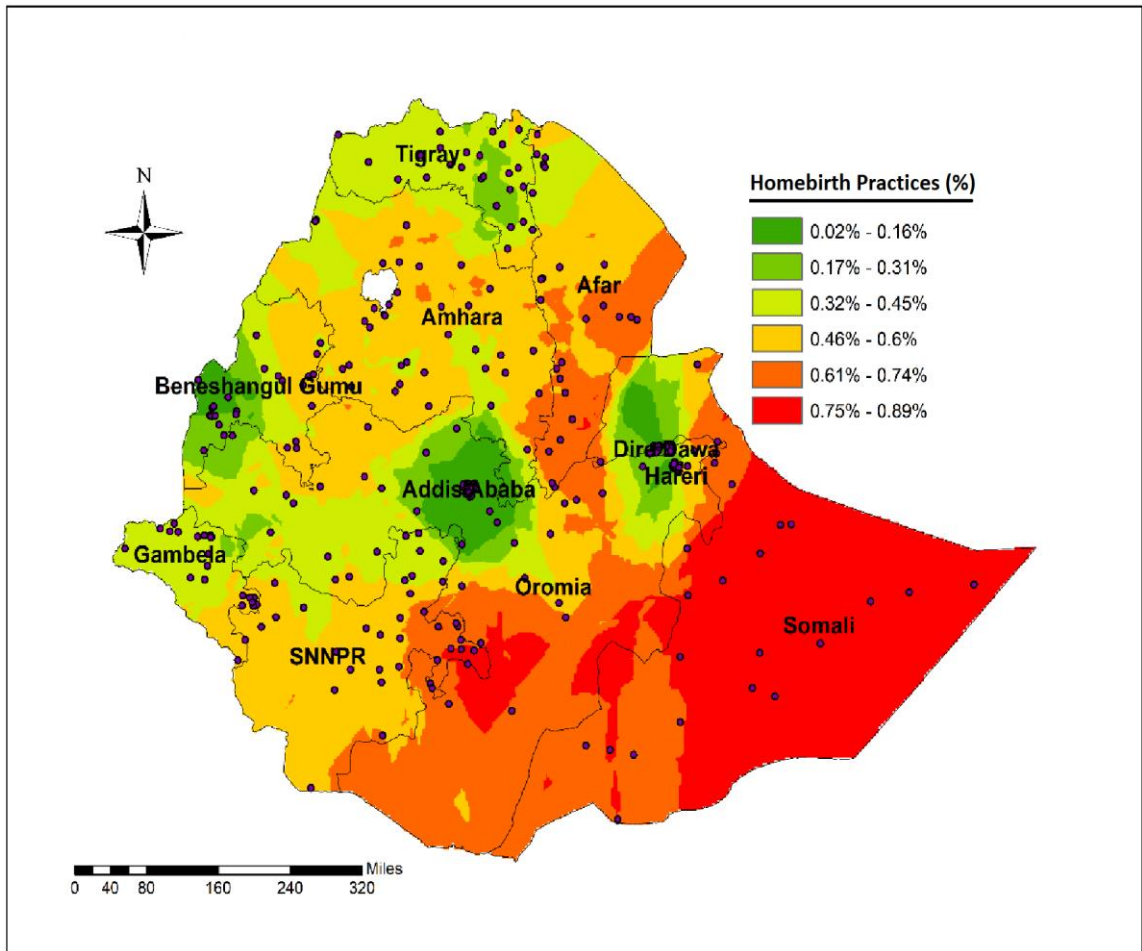 N
Tigray
Afar
Amhara
Beneshangul Gumu
Dire Dawa
Hareri
Addis Ababa
Gambela
Oromia
Somali
SNNPR
Homebirth Practices (%)
0.02% - 0.16%
0.17% - 0.31%
0.32% - 0.45%
0.46% - 0.6%
0.61% - 0.74%
0.75% - 0.89%
Miles
0 40 80 160 240 320